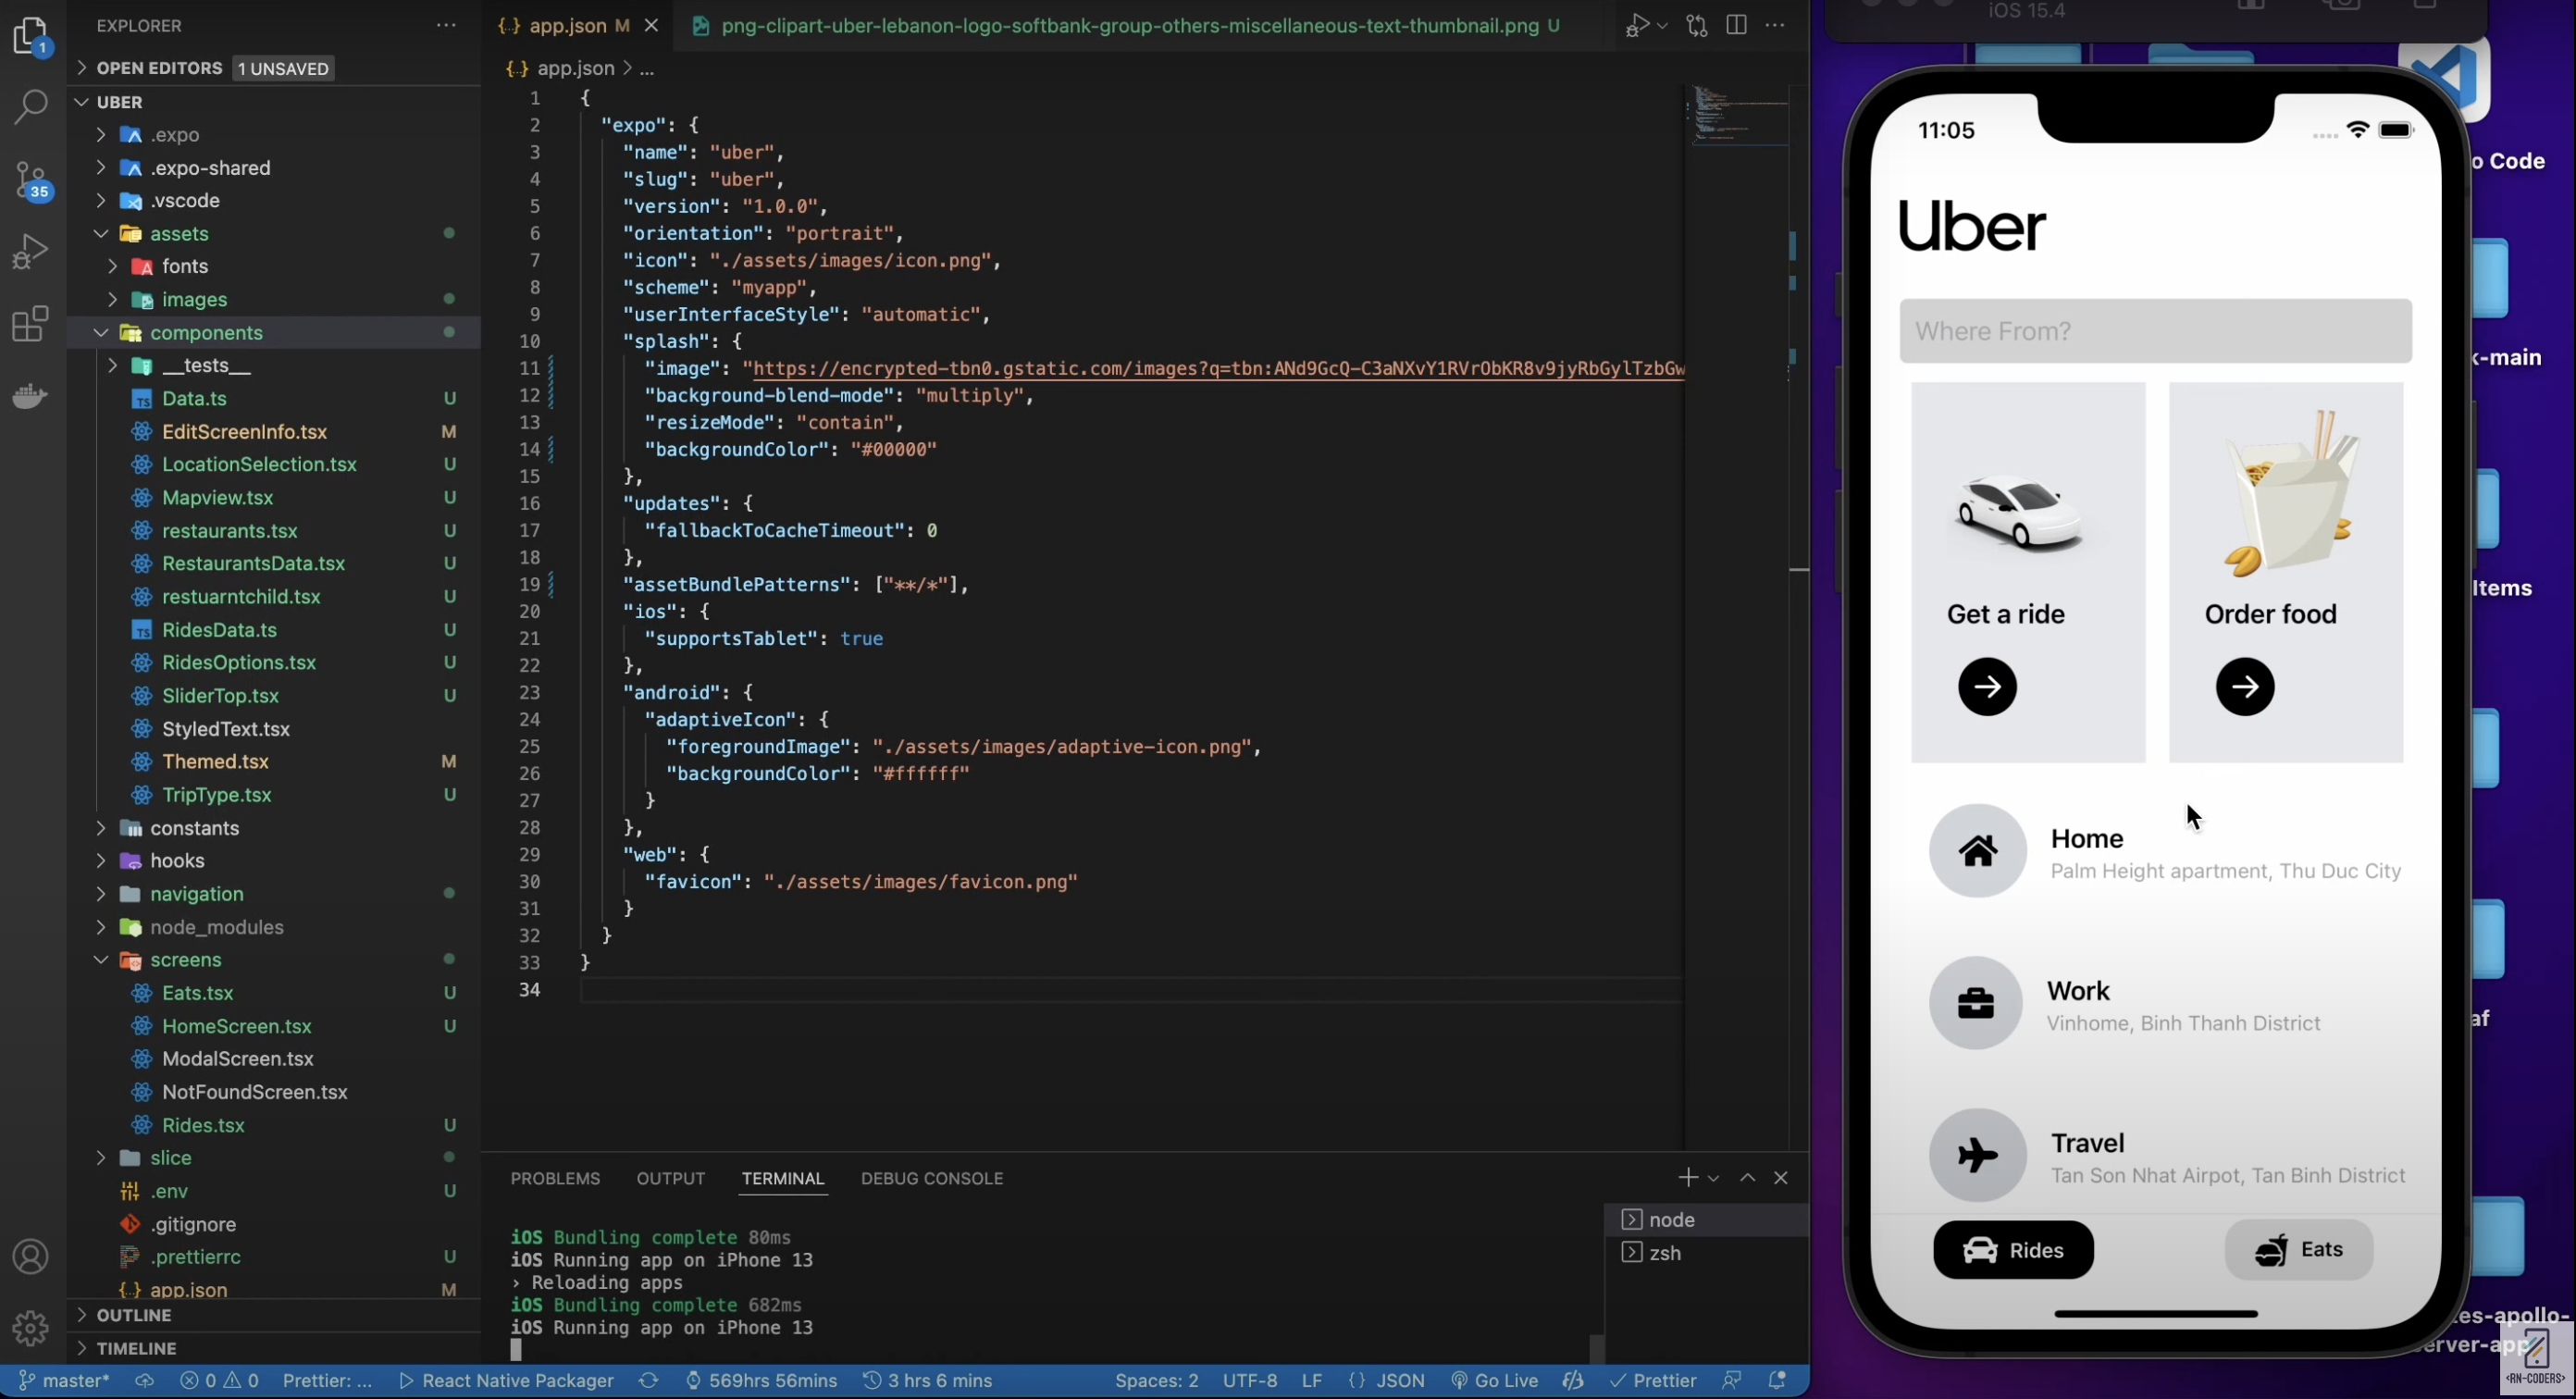 EXPLORER
OPEN EDITORS 1 UNSAVED
UBER
.expo
.expo-shared
.vscode
assets
fonts
images
components
__tests__
Data.ts U
EditScreenInfo.tsx M
LocationSelection.tsx U
Mapview.tsx U
restaurants.tsx U
RestaurantsData.tsx U
restuarntchild.tsx U
RidesData.ts U
RidesOptions.tsx U
SliderTop.tsx U
StyledText.tsx
Themed.tsx M
TripType.tsx U
constants
hooks
navigation
node_modules
screens
Eats.tsx U
HomeScreen.tsx U
ModalScreen.tsx
NotFoundScreen.tsx
Rides.tsx U
slice
.env U
.gitignore
.prettierrc U
{..} app.json M
OUTLINE
TIMELINE
1
35
{..} app.json M
png-clipart-uber-lebanon-logo-softbank-group-others-miscellaneous-text-thumbnail.png U
{..} app.json > ...
1 {
2 "expo": {
3 "name": "uber",
4 "slug": "uber",
5 "version": "1.0.0",
6 "orientation": "portrait",
7 "icon": "./assets/images/icon.png",
8 "scheme": "myapp",
9 "userInterfaceStyle": "automatic",
10 "splash": {
11 "image": "https://encrypted-tbn0.gstatic.com/images?q=tbn:ANd9GcQ-C3aNXvY1RVrObKR8v9jyRbGylTzbGw
12 "background-blend-mode": "multiply",
13 "resizeMode": "contain",
14 "backgroundColor": "#00000"
15 },
16 "updates": {
17 "fallbackToCacheTimeout": 0
18 },
19 "assetBundlePatterns": ["**/*"],
20 "ios": {
21 "supportsTablet": true
22 },
23 "android": {
24 "adaptiveIcon": {
25 "foregroundImage": "./assets/images/adaptive-icon.png",
26 "backgroundColor": "#ffffff"
27 }
28 },
29 "web": {
30 "favicon": "./assets/images/favicon.png"
31 }
32 }
33 }
34
PROBLEMS OUTPUT TERMINAL DEBUG CONSOLE
iOS Bundling complete 80ms
iOS Running app on iPhone 13
› Reloading apps
iOS Bundling complete 682ms
iOS Running app on iPhone 13
node
zsh
master* 0 0 Prettier: ... React Native Packager 569hrs 56mins 3 hrs 6 mins Spaces: 2 UTF-8 LF {} JSON Go Live Prettier
iOS 15.4
11:05
Uber
Where From?
Get a ride
Order food
Home
Palm Height apartment, Thu Duc City
Work
Vinhome, Binh Thanh District
Travel
Tan Son Nhat Airpot, Tan Binh District
Rides
Eats
o Code
k-main
Items
af
es-apollo-
erver-app
<RN-CODERS>